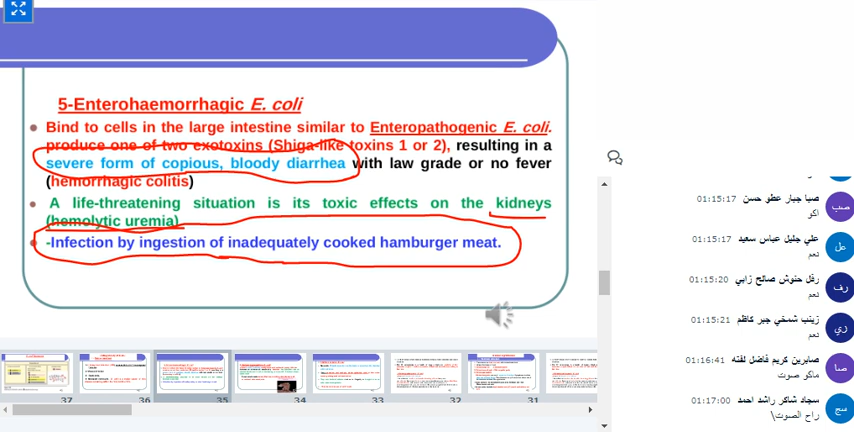 5-Enterohaemorrhagic E. coli
Bind to cells in the large intestine similar to Enteropathogenic E. coli.
produce one of two exotoxins (Shiga-like toxins 1 or 2), resulting in a
severe form of copious, bloody diarrhea with law grade or no fever
(hemorrhagic colitis)
A life-threatening situation is its toxic effects on the kidneys
(hemolytic uremia)
-Infection by ingestion of inadequately cooked hamburger meat.
37 36 35 34 33 32 31
صبا جبار عطو حسن 01:15:17
صب
اكو
علي جليل عباس سعيد 01:15:17
عل
نعم
رفل حنوش صالح زابي 01:15:20
رف
نعم
زينب شمخي جبر كاظم 01:15:21
زي
نعم
صابرين كريم فاضل لفته 01:16:41
صا
ماكو صوت
سجاد شاكر راشد احمد 01:17:00
سج
راح الصوت\